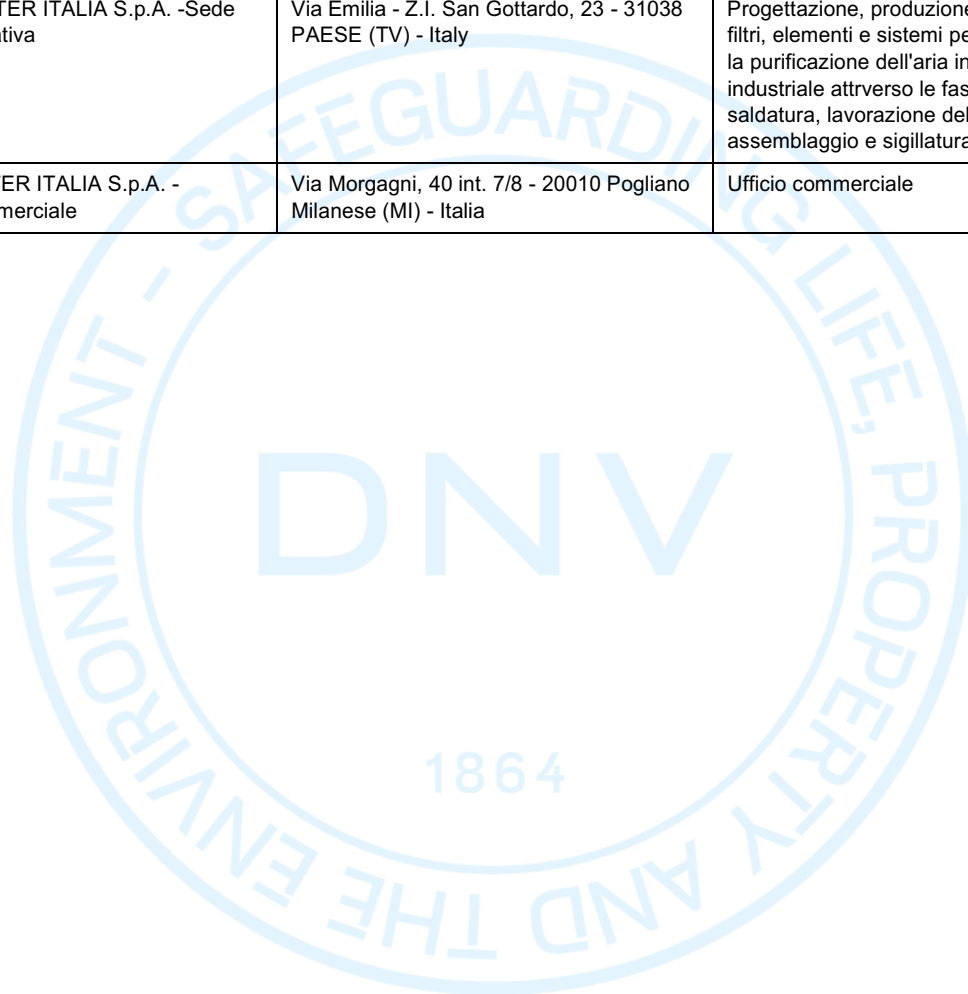 TER ITALIA S.p.A. -Sede
ativa
Via Emilia - Z.I. San Gottardo, 23 - 31038
PAESE (TV) - Italy
Progettazione, produzione
filtri, elementi e sistemi pe
la purificazione dell'aria in
industriale attrverso le fas
saldatura, lavorazione del
assemblaggio e sigillatura
TER ITALIA S.p.A. -
merciale
Via Morgagni, 40 int. 7/8 - 20010 Pogliano
Milanese (MI) - Italia
Ufficio commerciale
SAFEGUARDING LIFE, PROPERTY AND THE ENVIRONMENT -
DNV
1864